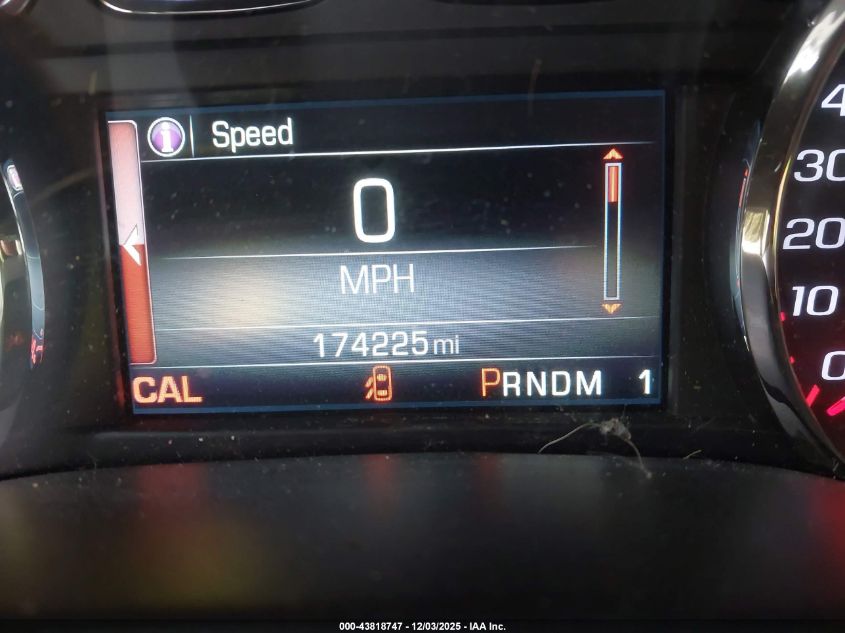 Speed
0
MPH
174225 mi
CAL
PRNDM 1
30
20
10
0
000-43818747 - 12/03/2025 - IAA Inc.